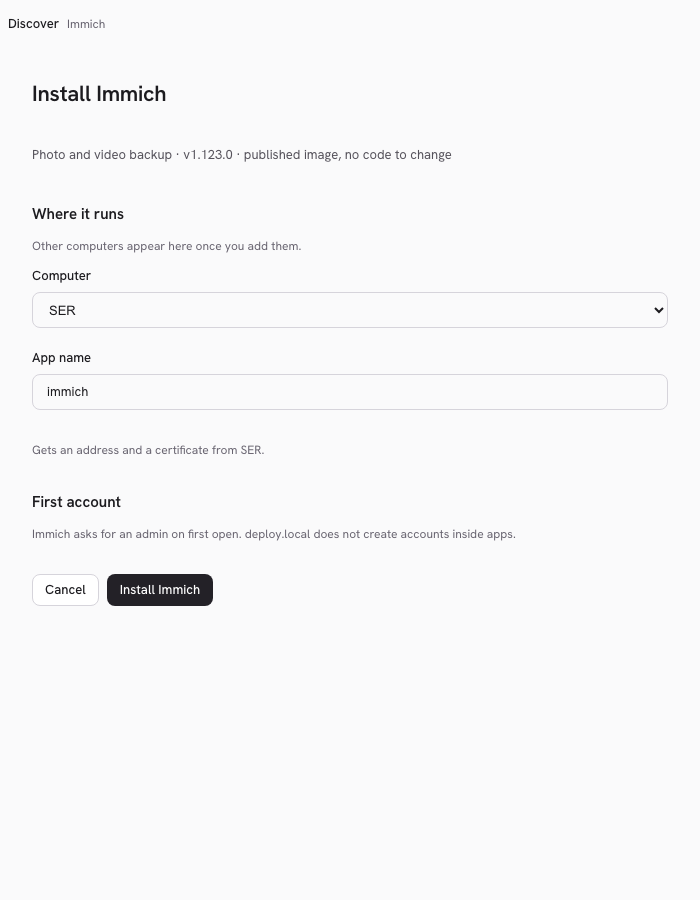 Discover Immich
Install Immich
Photo and video backup · v1.123.0 · published image, no code to change
Where it runs
Other computers appear here once you add them.
Computer
SER
App name
immich
Gets an address and a certificate from SER.
First account
Immich asks for an admin on first open. deploy.local does not create accounts inside apps.
Cancel Install Immich